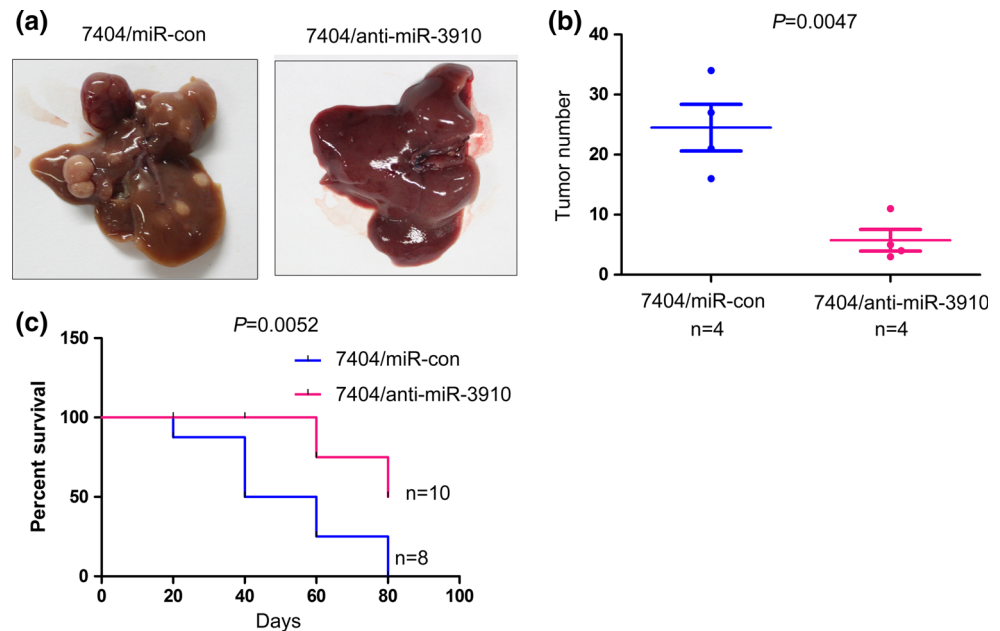 (a)
7404/miR-con
7404/anti-miR-3910
(b)
P=0.0047
Tumor number
40
30
20
10
0
7404/miR-con
n=4
7404/anti-miR-3910
n=4
(c)
P=0.0052
7404/miR-con
7404/anti-miR-3910
Percent survival
150
100
50
0
n=10
n=8
0 20 40 60 80 100
Days